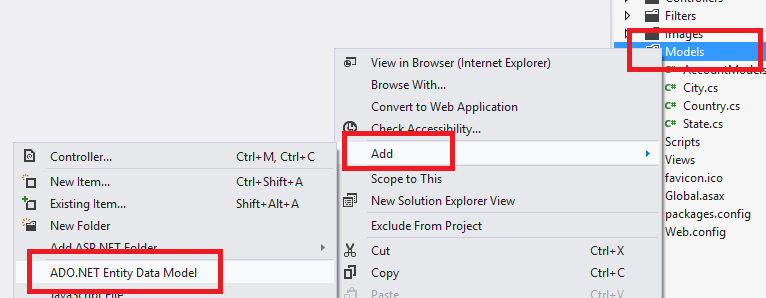 Controllers
Filters
Images
Models
AccountModels
City.cs
Country.cs
State.cs
Scripts
Views
favicon.ico
Global.asax
packages.config
Web.config
View in Browser (Internet Explorer)
Browse With...
Convert to Web Application
Check Accessibility...
Add
Scope to This
New Solution Explorer View
Exclude From Project
Cut Ctrl+X
Copy Ctrl+C
Paste Ctrl+V
Controller... Ctrl+M, Ctrl+C
New Item... Ctrl+Shift+A
Existing Item... Shift+Alt+A
New Folder
Add ASP.NET Folder
ADO.NET Entity Data Model
JavaScript File